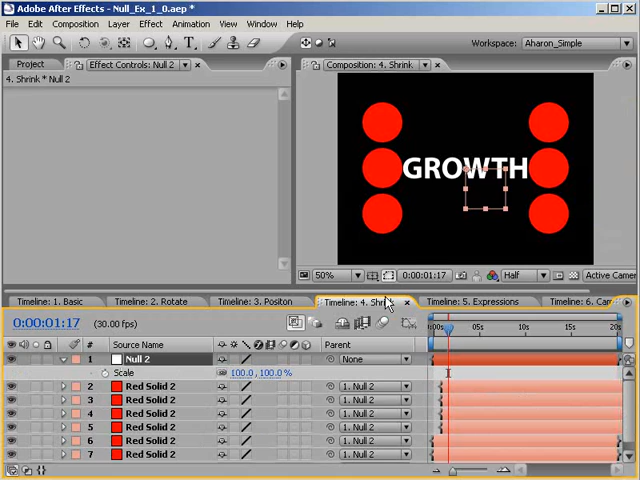 Adobe After Effects - Null_Ex_1_0.aep *
File Edit Composition Layer Effect Animation View Window Help
Workspace: Aharon_Simple
Project Effect Controls: Null 2 Composition: 4. Shrink
4. Shrink * Null 2
GROWTH
50% 0:00:01:17 Half Active Camer
Timeline: 1. Basic Timeline: 2. Rotate Timeline: 3. Positon Timeline: 4. Shrink Timeline: 5. Expressions Timeline: 6. Car
0:00:01:17 (30.00 fps)
:00s 05s 10s 15s 20s
# Source Name Parent
1 Null 2 None
Scale 100.0, 100.0 %
2 Red Solid 2 1. Null 2
3 Red Solid 2 1. Null 2
4 Red Solid 2 1. Null 2
5 Red Solid 2 1. Null 2
6 Red Solid 2 1. Null 2
7 Red Solid 2 1. Null 2